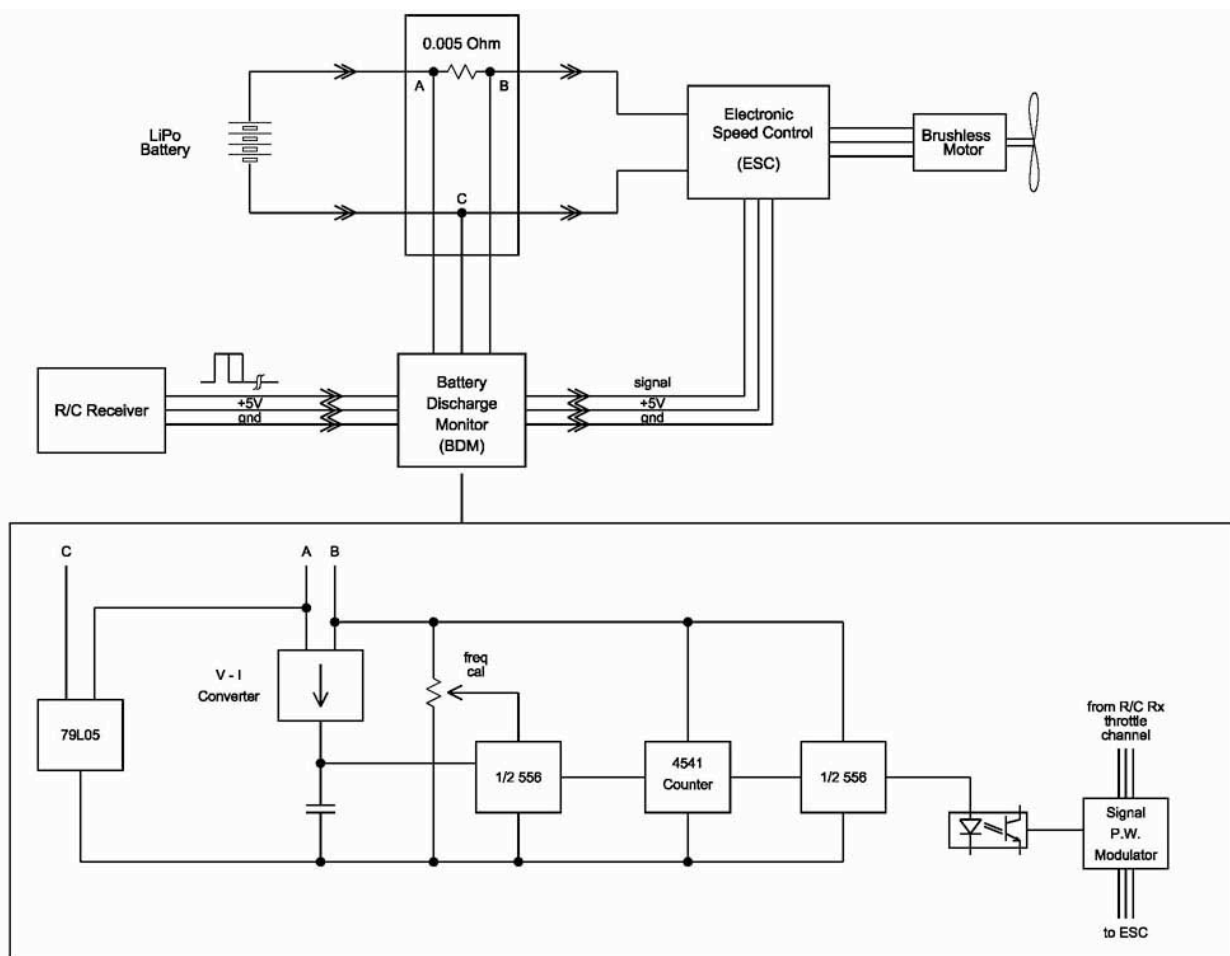 0.005 Ohm
A
B
LiPo
Battery
Electronic
Speed Control
(ESC)
Brushless
Motor
C
R/C Receiver
+5V
gnd
Battery
Discharge
Monitor
(BDM)
signal
+5V
gnd
C
A
B
V - I
Converter
freq
cal
79L05
1/2 556
4541
Counter
1/2 556
from R/C Rx
throttle
channel
Signal
P.W.
Modulator
to ESC